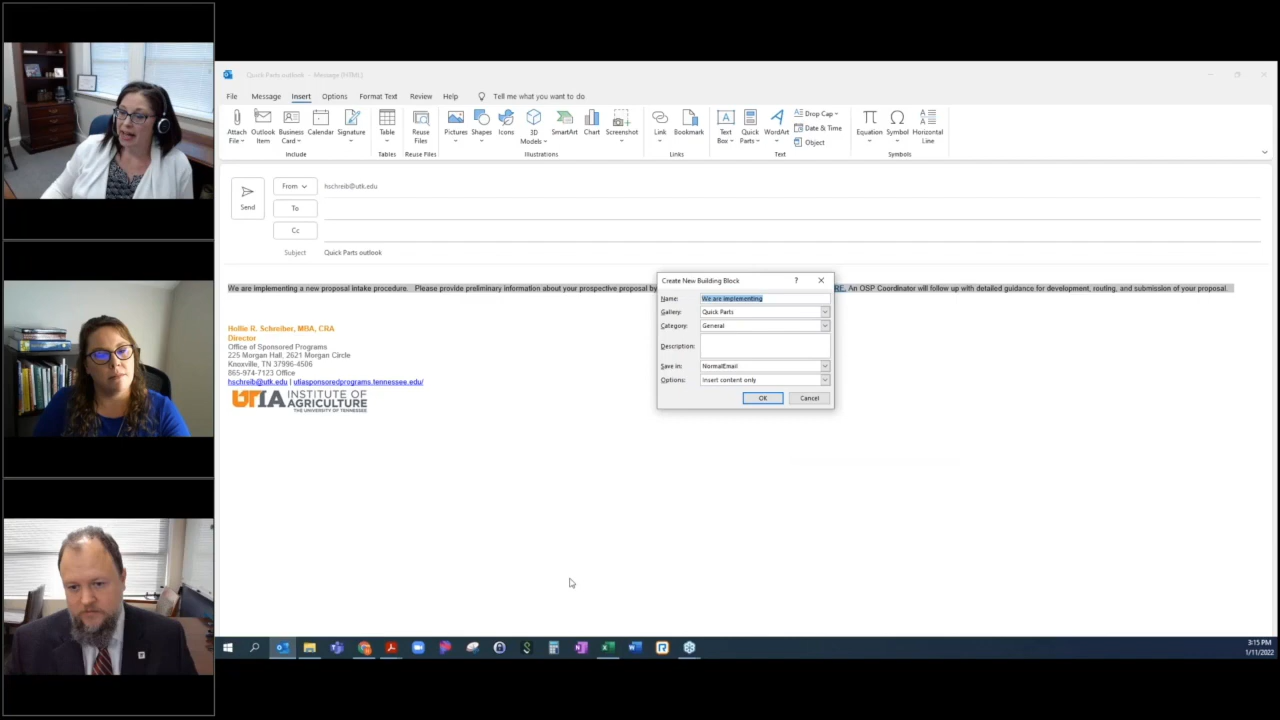 Quick Parts outlook - Message (HTML)
File Message Insert Options Format Text Review Help Tell me what you want to do
Attach File Outlook Item Business Card Calendar Signature Table Reuse Files Pictures Shapes Icons 3D Models SmartArt Chart Screenshot Link Bookmark Text Box Quick Parts WordArt Drop Cap Date & Time Object Equation Symbol Horizontal Line
Include Tables Reuse Files Illustrations Links Text Symbols
Send
From hschreib@utk.edu
To
Cc
Subject Quick Parts outlook
We are implementing a new proposal intake procedure. Please provide preliminary information about your prospective proposal by
An OSP Coordinator will follow up with detailed guidance for development, routing, and submission of your proposal.
Hollie R. Schreiber, MBA, CRA
Director
Office of Sponsored Programs
225 Morgan Hall, 2621 Morgan Circle
Knoxville, TN 37996-4506
865-974-7123 Office
hschreib@utk.edu | utiasponsoredprograms.tennessee.edu/
UTIA INSTITUTE OF
AGRICULTURE
THE UNIVERSITY OF TENNESSEE
Create New Building Block ?
Name: We are implementing
Gallery: Quick Parts
Category: General
Description:
Save in: NormalEmail
Options: Insert content only
OK Cancel
3:15 PM
1/11/2022